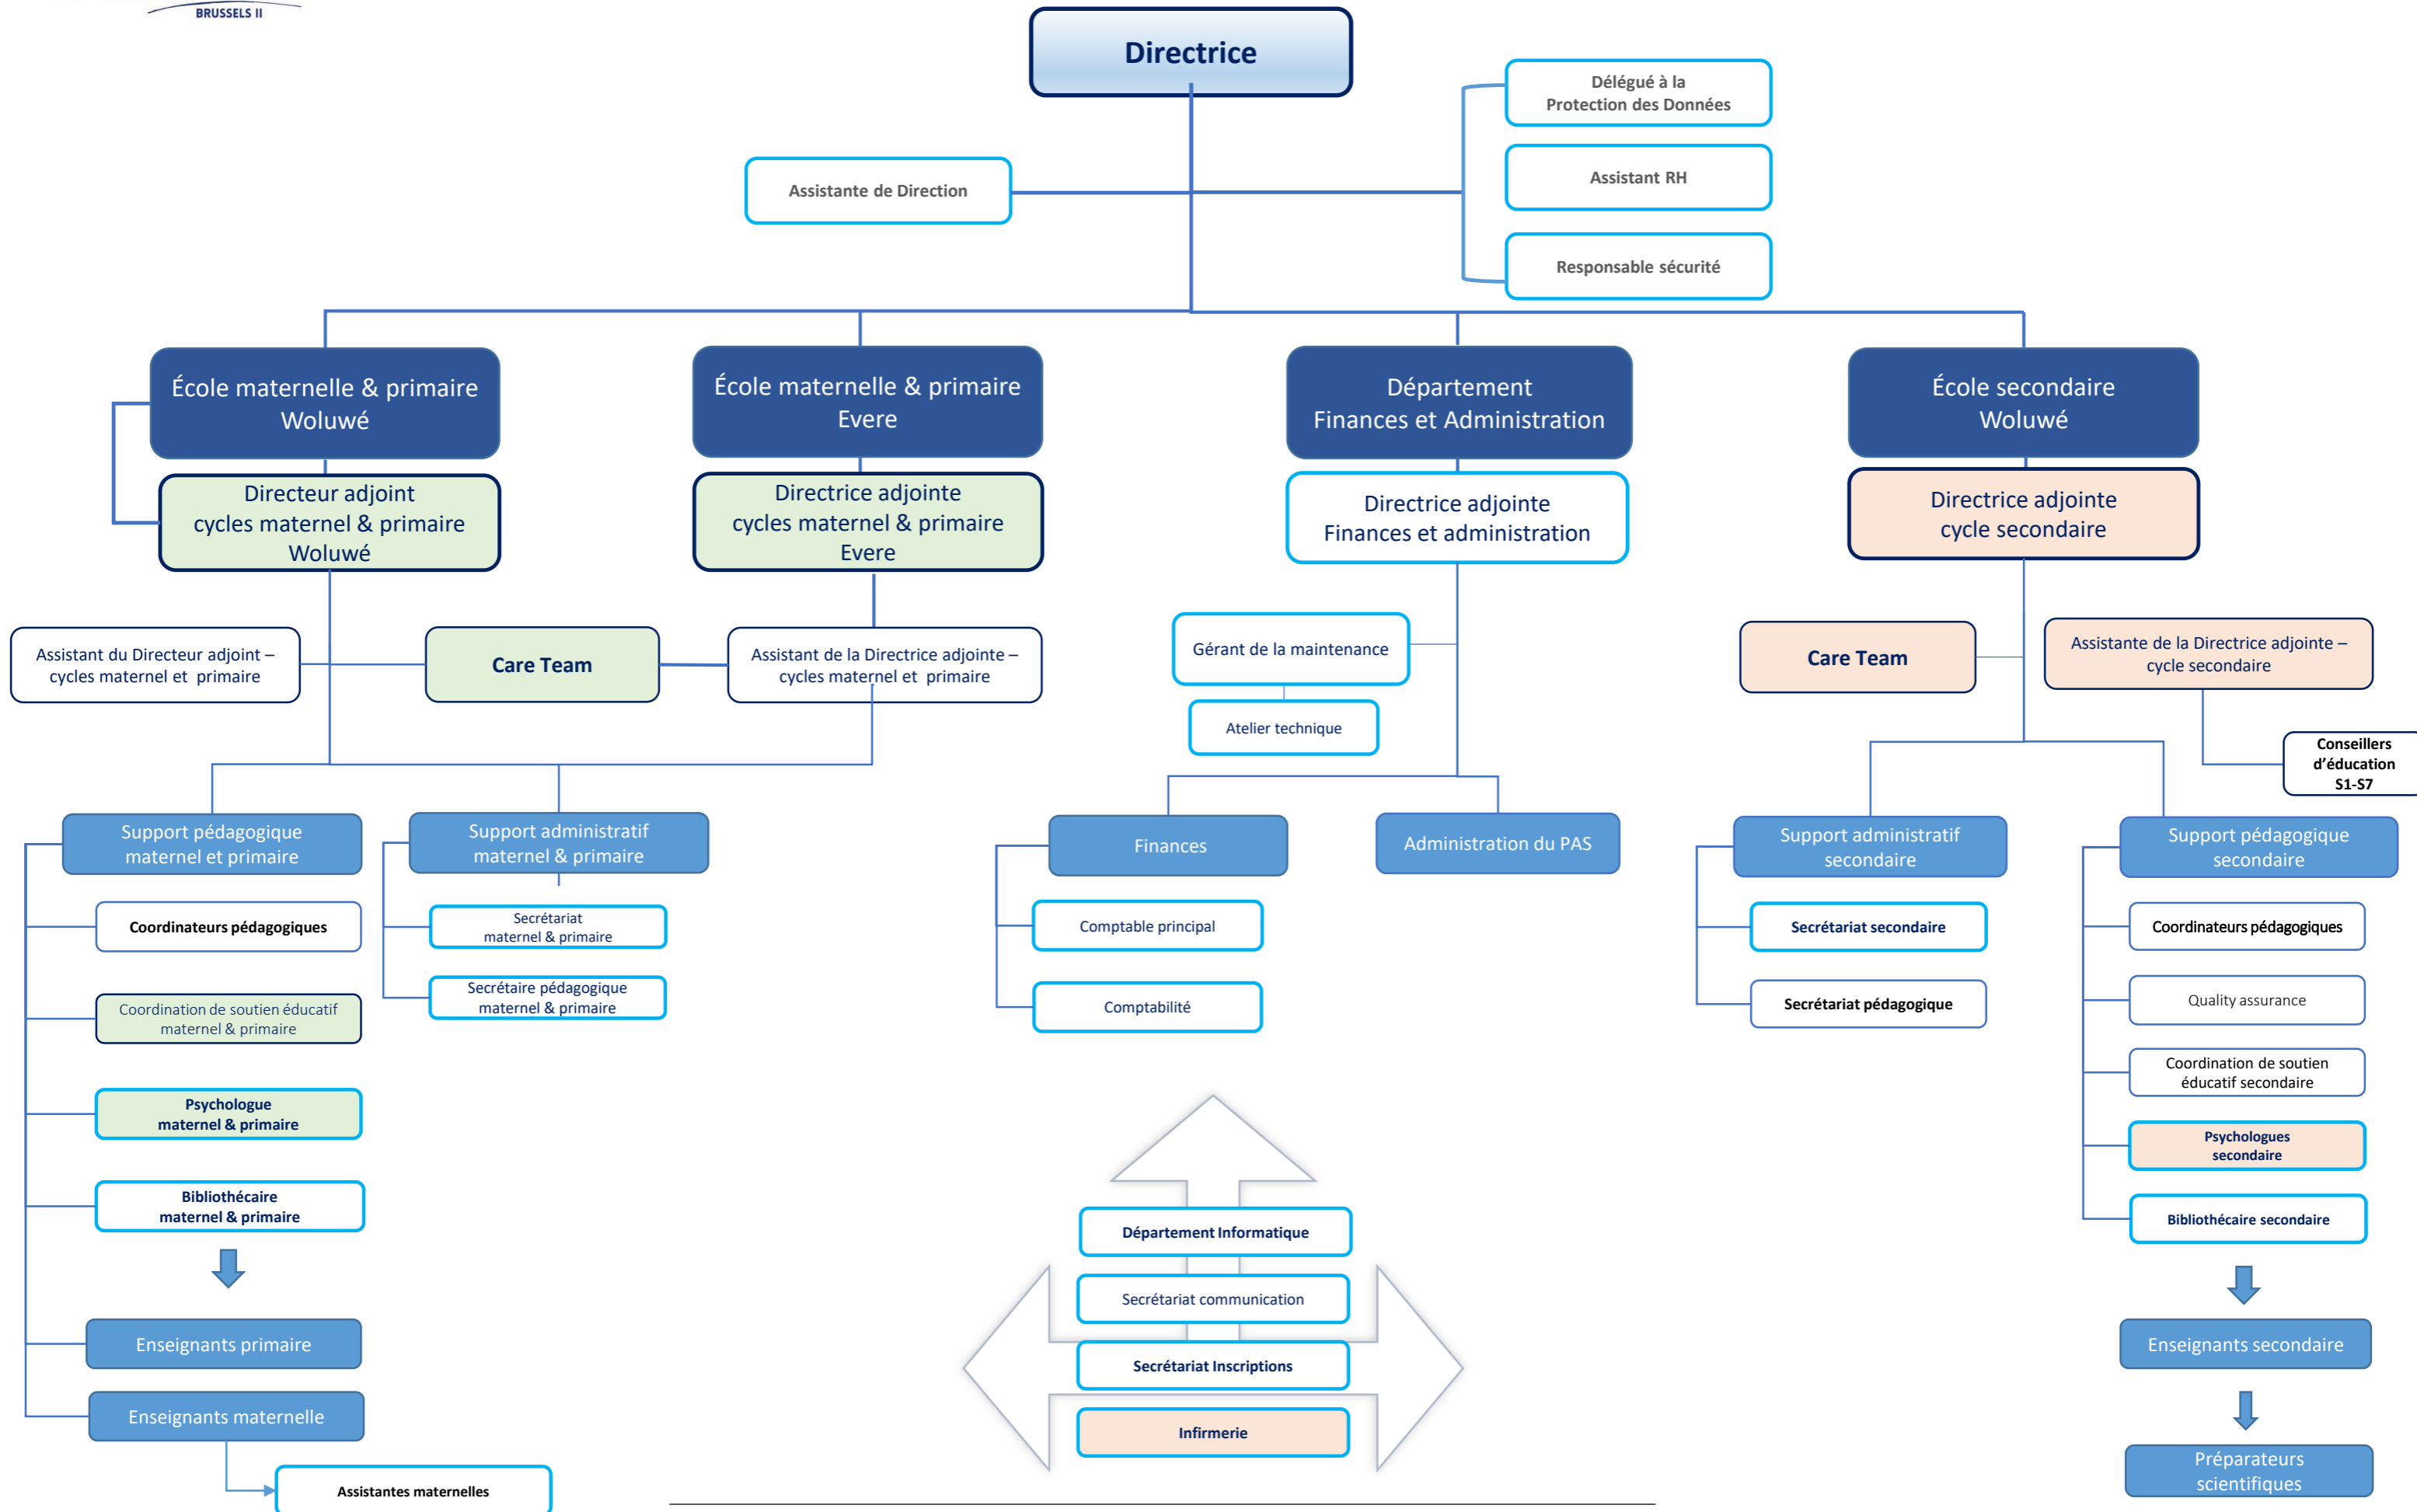 BRUSSELS II
Directrice
Délégué à la
Protection des Données
Assistante de Direction
Assistant RH
Responsable sécurité
École maternelle & primaire
Woluwé
École maternelle & primaire
Evere
Département
Finances et Administration
École secondaire
Woluwé
Directeur adjoint
cycles maternel & primaire
Woluwé
Directrice adjointe
cycles maternel & primaire
Evere
Directrice adjointe
Finances et administration
Directrice adjointe
cycle secondaire
Assistant du Directeur adjoint –
cycles maternel et  primaire
Care Team
Assistant de la Directrice adjointe –
cycles maternel et  primaire
Gérant de la maintenance
Atelier technique
Care Team
Assistante de la Directrice adjointe –
cycle secondaire
Conseillers
d’éducation
S1-S7
Support pédagogique
maternel et primaire
Support administratif
maternel & primaire
Finances
Administration du PAS
Support administratif
secondaire
Support pédagogique
secondaire
Coordinateurs pédagogiques
Coordination de soutien éducatif
maternel & primaire
Psychologue
maternel & primaire
Bibliothécaire
maternel & primaire
Enseignants primaire
Enseignants maternelle
Assistantes maternelles
Secrétariat
maternel & primaire
Secrétaire pédagogique
maternel & primaire
Comptable principal
Comptabilité
Département Informatique
Secrétariat communication
Secrétariat Inscriptions
Infirmerie
Secrétariat secondaire
Secrétariat pédagogique
Coordinateurs pédagogiques
Quality assurance
Coordination de soutien
éducatif secondaire
Psychologues
secondaire
Bibliothécaire secondaire
Enseignants secondaire
Préparateurs
scientifiques